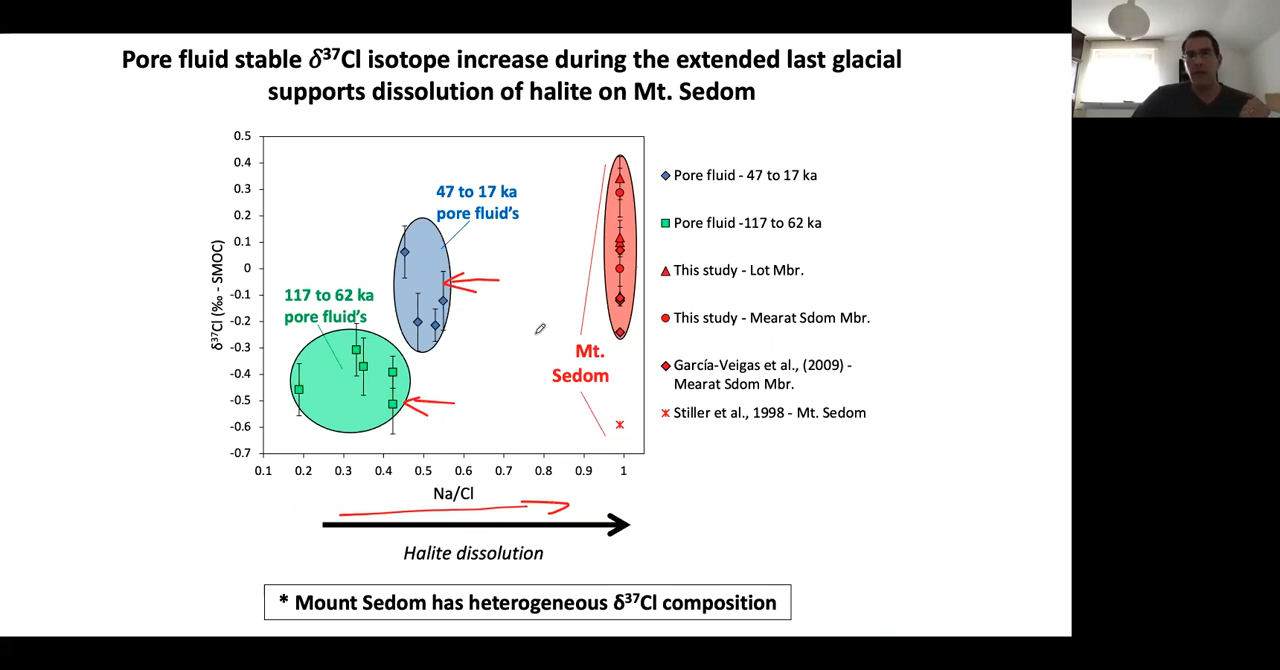 Pore fluid stable δ³⁷Cl isotope increase during the extended last glacial
supports dissolution of halite on Mt. Sedom
0.5
0.4
0.3
0.2
0.1
0
-0.1
-0.2
-0.3
-0.4
-0.5
-0.6
-0.7
δ³⁷Cl (‰ - SMOC)
47 to 17 ka
pore fluid’s
117 to 62 ka
pore fluid’s
Mt.
Sedom
0.1 0.2 0.3 0.4 0.5 0.6 0.7 0.8 0.9 1
Na/Cl
Halite dissolution
Pore fluid - 47 to 17 ka
Pore fluid -117 to 62 ka
This study - Lot Mbr.
This study - Mearat Sdom Mbr.
García-Veigas et al., (2009) -
Mearat Sdom Mbr.
Stiller et al., 1998 - Mt. Sedom
* Mount Sedom has heterogeneous δ³⁷Cl composition